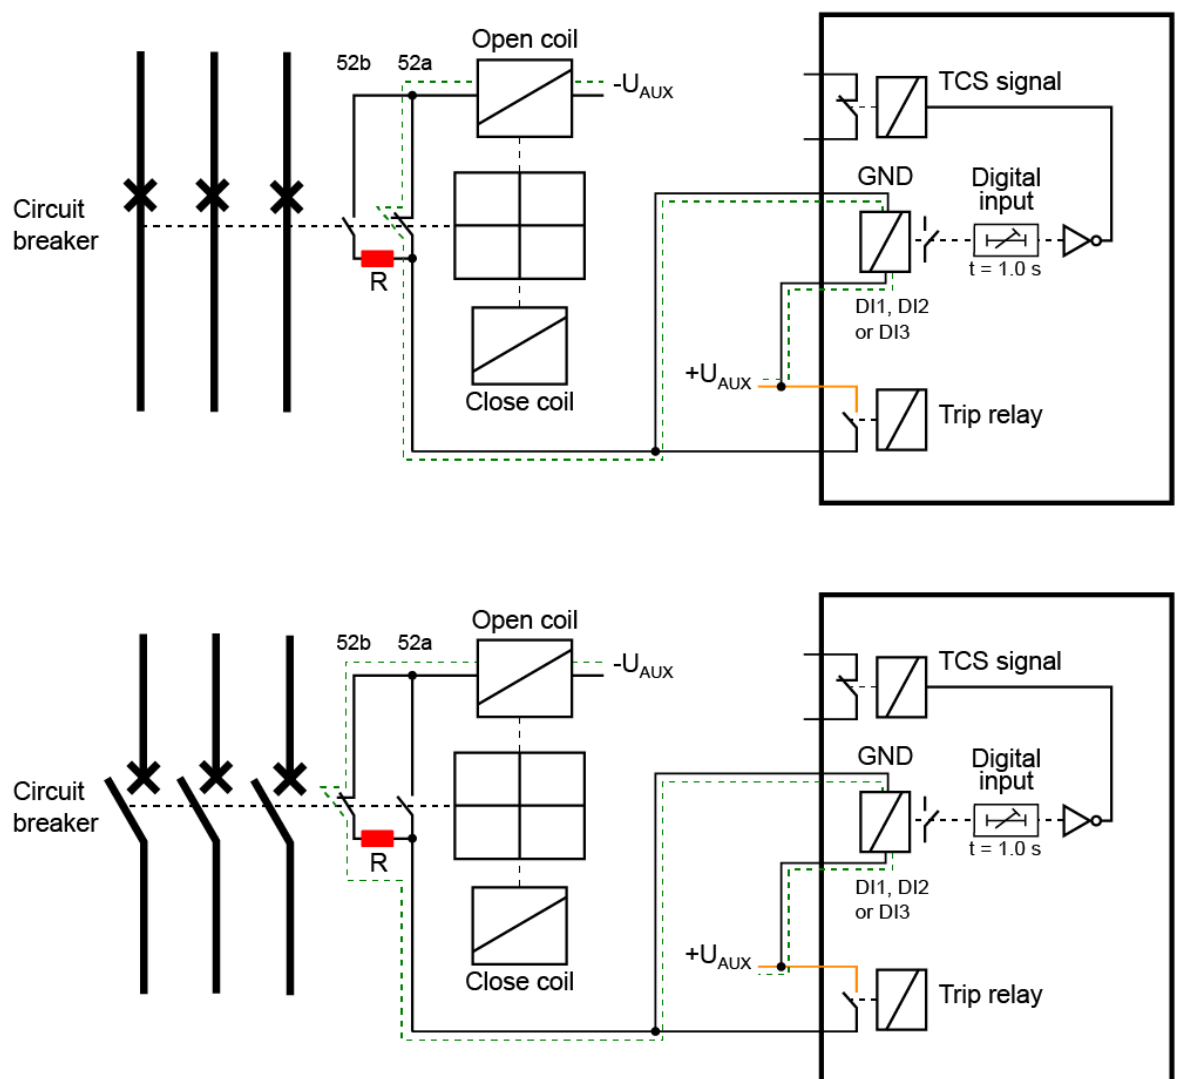 Open coil
52b
52a
-UAUX
TCS signal
GND
Digital
input
Circuit
breaker
R
t = 1.0 s
DI1, DI2
or DI3
+UAUX
Close coil
Trip relay
Open coil
52b
52a
-UAUX
TCS signal
GND
Digital
input
Circuit
breaker
R
t = 1.0 s
DI1, DI2
or DI3
+UAUX
Close coil
Trip relay